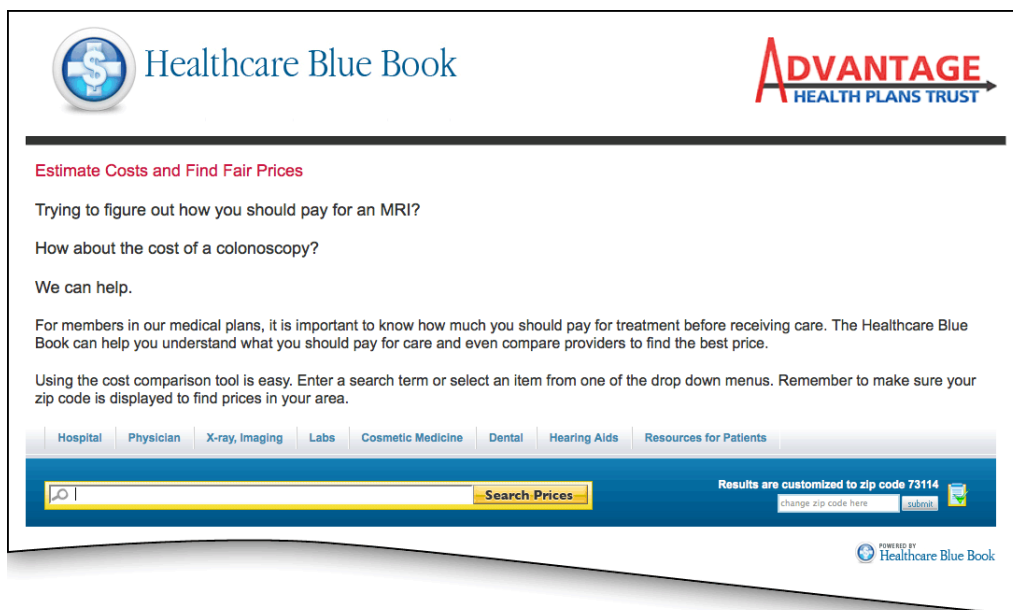 Healthcare Blue Book
ADVANTAGE
HEALTH PLANS TRUST
Estimate Costs and Find Fair Prices
Trying to figure out how you should pay for an MRI?
How about the cost of a colonoscopy?
We can help.
For members in our medical plans, it is important to know how much you should pay for treatment before receiving care. The Healthcare Blue
Book can help you understand what you should pay for care and even compare providers to find the best price.
Using the cost comparison tool is easy. Enter a search term or select an item from one of the drop down menus. Remember to make sure your
zip code is displayed to find prices in your area.
Hospital Physician X-ray, Imaging Labs Cosmetic Medicine Dental Hearing Aids Resources for Patients
Search Prices
Results are customized to zip code 73114
change zip code here submit
POWERED BY
Healthcare Blue Book